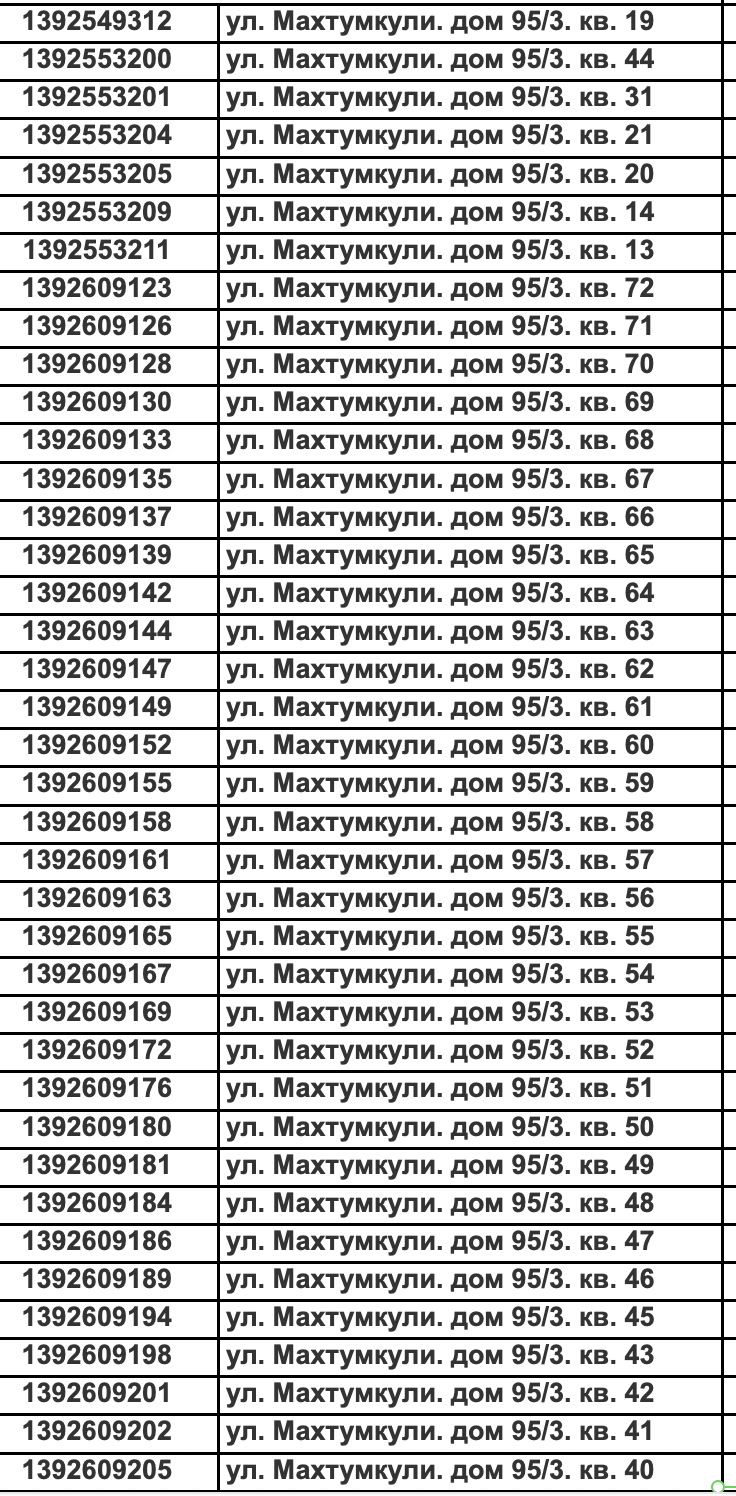 1392549312 ул. Махтумкули. дом 95/3. кв. 19
1392553200 ул. Махтумкули. дом 95/3. кв. 44
1392553201 ул. Махтумкули. дом 95/3. кв. 31
1392553204 ул. Махтумкули. дом 95/3. кв. 21
1392553205 ул. Махтумкули. дом 95/3. кв. 20
1392553209 ул. Махтумкули. дом 95/3. кв. 14
1392553211 ул. Махтумкули. дом 95/3. кв. 13
1392609123 ул. Махтумкули. дом 95/3. кв. 72
1392609126 ул. Махтумкули. дом 95/3. кв. 71
1392609128 ул. Махтумкули. дом 95/3. кв. 70
1392609130 ул. Махтумкули. дом 95/3. кв. 69
1392609133 ул. Махтумкули. дом 95/3. кв. 68
1392609135 ул. Махтумкули. дом 95/3. кв. 67
1392609137 ул. Махтумкули. дом 95/3. кв. 66
1392609139 ул. Махтумкули. дом 95/3. кв. 65
1392609142 ул. Махтумкули. дом 95/3. кв. 64
1392609144 ул. Махтумкули. дом 95/3. кв. 63
1392609147 ул. Махтумкули. дом 95/3. кв. 62
1392609149 ул. Махтумкули. дом 95/3. кв. 61
1392609152 ул. Махтумкули. дом 95/3. кв. 60
1392609155 ул. Махтумкули. дом 95/3. кв. 59
1392609158 ул. Махтумкули. дом 95/3. кв. 58
1392609161 ул. Махтумкули. дом 95/3. кв. 57
1392609163 ул. Махтумкули. дом 95/3. кв. 56
1392609165 ул. Махтумкули. дом 95/3. кв. 55
1392609167 ул. Махтумкули. дом 95/3. кв. 54
1392609169 ул. Махтумкули. дом 95/3. кв. 53
1392609172 ул. Махтумкули. дом 95/3. кв. 52
1392609176 ул. Махтумкули. дом 95/3. кв. 51
1392609180 ул. Махтумкули. дом 95/3. кв. 50
1392609181 ул. Махтумкули. дом 95/3. кв. 49
1392609184 ул. Махтумкули. дом 95/3. кв. 48
1392609186 ул. Махтумкули. дом 95/3. кв. 47
1392609189 ул. Махтумкули. дом 95/3. кв. 46
1392609194 ул. Махтумкули. дом 95/3. кв. 45
1392609198 ул. Махтумкули. дом 95/3. кв. 43
1392609201 ул. Махтумкули. дом 95/3. кв. 42
1392609202 ул. Махтумкули. дом 95/3. кв. 41
1392609205 ул. Махтумкули. дом 95/3. кв. 40